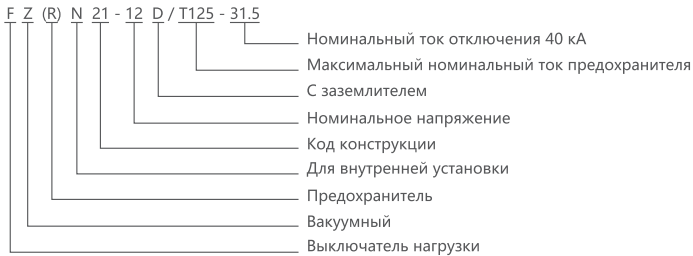 F Z (R) N 21 - 12 D / T125 - 31.5
Номинальный ток отключения 40 кА
Максимальный номинальный ток предохранителя
С заземлителем
Номинальное напряжение
Код конструкции
Для внутренней установки
Предохранитель
Вакуумный
Выключатель нагрузки